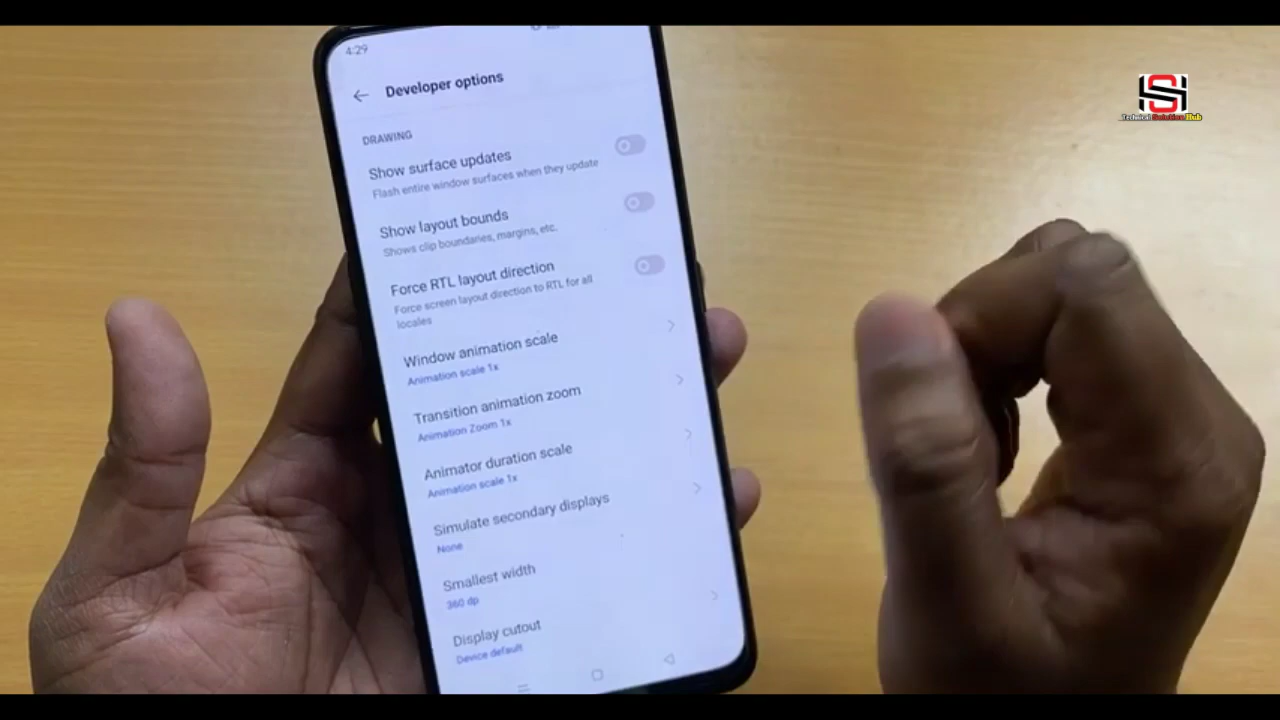 4:29
Developer options
DRAWING
Show surface updates
Flash entire window surfaces when they update
Show layout bounds
Shows clip boundaries, margins, etc.
Force RTL layout direction
Force screen layout direction to RTL for all
locales
Window animation scale
Animation scale 1x
Transition animation zoom
Animation Zoom 1x
Animator duration scale
Animation scale 1x
Simulate secondary displays
None
Smallest width
360 dp
Display cutout
Device default
Technical Solution Hub